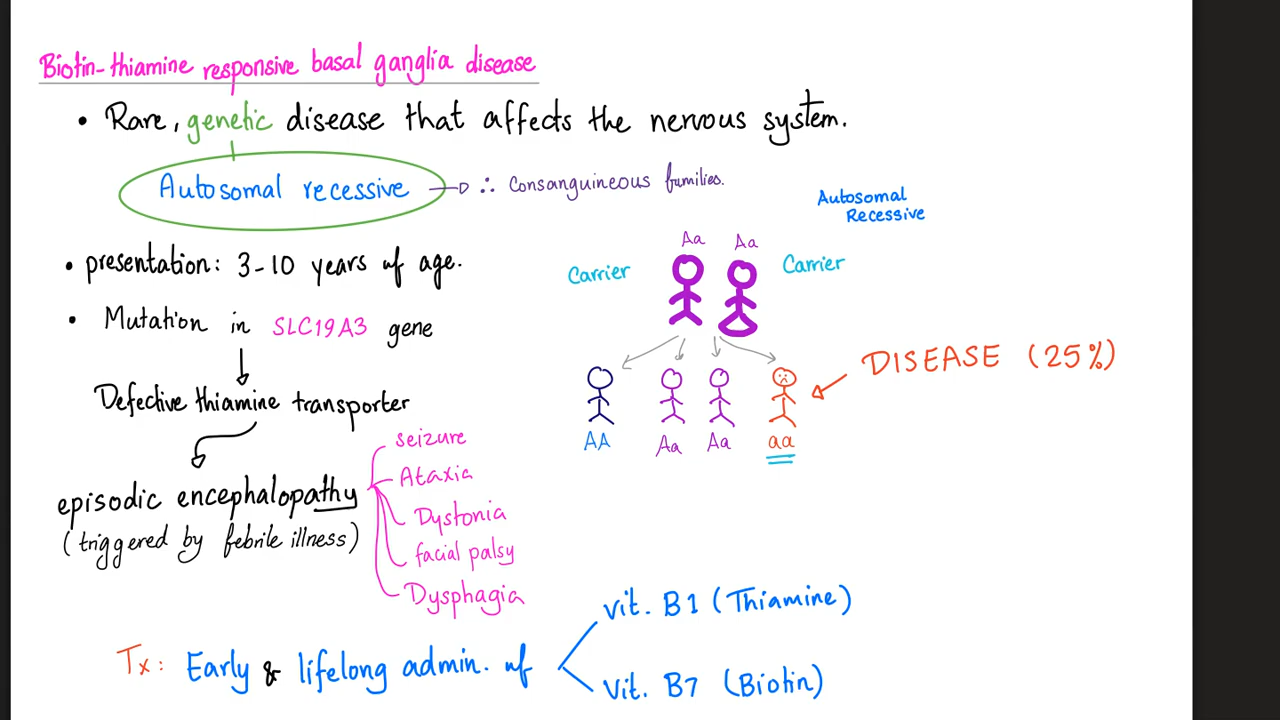 Biotin-thiamine responsive basal ganglia disease
• Rare, genetic disease that affects the nervous system.
Autosomal recessive → ∴ Consanguineous families.
Autosomal
Recessive
Aa Aa
• presentation: 3-10 years of age.
Carrier Carrier
• Mutation in SLC19A3 gene
DISEASE (25%)
Defective thiamine transporter
AA Aa Aa aa
seizure
Ataxia
episodic encephalopathy
Dystonia
(triggered by febrile illness)
facial palsy
Dysphagia
vit. B1 (Thiamine)
Tx: Early & lifelong admin. of
Vit. B7 (Biotin)